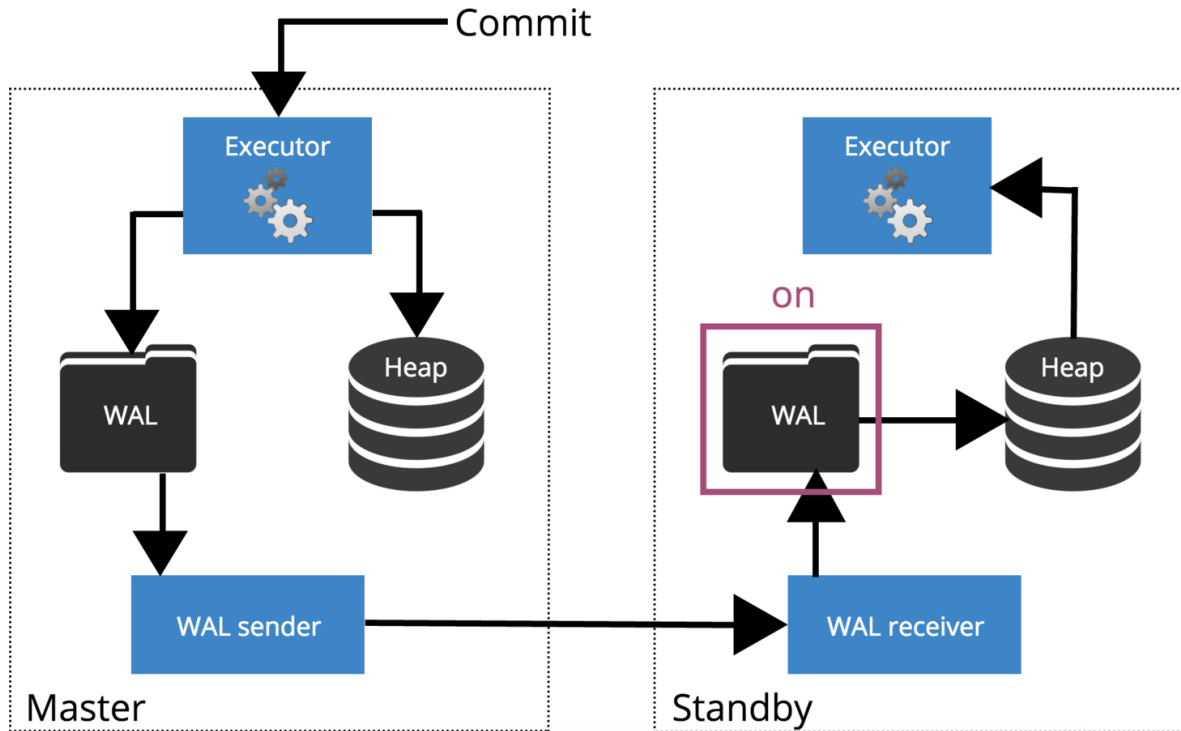 Commit
Executor
Executor
on
WAL
Heap
WAL
Heap
WAL sender
WAL receiver
Master
Standby